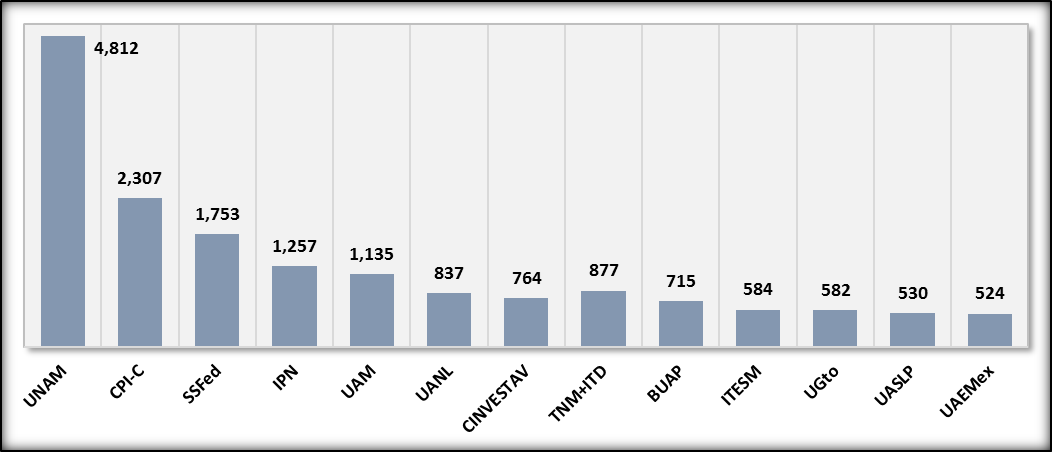 4,812
2,307
1,753
1,257
1,135
837
764
877
715
584
582
530
524
UNAM
CPI-C
SSFed
IPN
UAM
UANL
CINVESTAV
TNM+ITD
BUAP
ITESM
UGto
UASLP
UAEMex